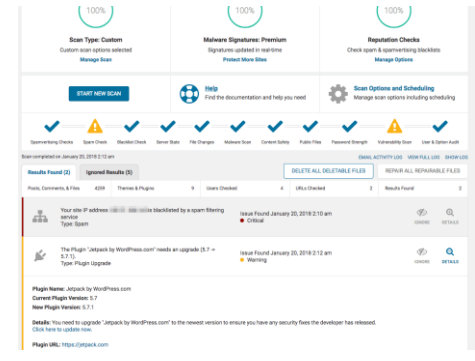 100%
100%
100%
Scan Type: Custom
Malware Signatures: Premium
Reputation Checks
Custom scan options selected
Signatures updated in real-time
Check spam & spamvertising blacklists
Manage Scan
Protect More Sites
Manage Options
START NEW SCAN
Help
Find the documentation and help you need
Scan Options and Scheduling
Manage scan options including scheduling
Spamvertising Checks
Spam Check
Blacklist Check
Server State
File Changes
Malware Scan
Content Safety
Public Files
Password Strength
Vulnerability Scan
User & Option Audit
Scan completed on January 20, 2018 2:12 am
EMAIL ACTIVITY LOG
VIEW FULL LOG
SHOW LOG
Results Found (2)
Ignored Results (5)
DELETE ALL DELETABLE FILES
REPAIR ALL REPAIRABLE FILES
Posts, Comments, & Files
4209
Themes & Plugins
9
Users Checked
URLs Checked
Results Found
Your site IP address
is blacklisted by a spam filtering
service
Type: Spam
Issue Found January 20, 2018 2:10 am
Critical
IGNORE
DETAILS
The Plugin "Jetpack by WordPress.com" needs an upgrade (5.7 ->
5.7.1).
Type: Plugin Upgrade
Issue Found January 20, 2018 2:12 am
Warning
IGNORE
DETAILS
Plugin Name: Jetpack by WordPress.com
Current Plugin Version: 5.7
New Plugin Version: 5.7.1
Details: You need to upgrade "Jetpack by WordPress.com" to the newest version to ensure you have any security fixes the developer has released.
Click here to update now.
Plugin URL: https://jetpack.com